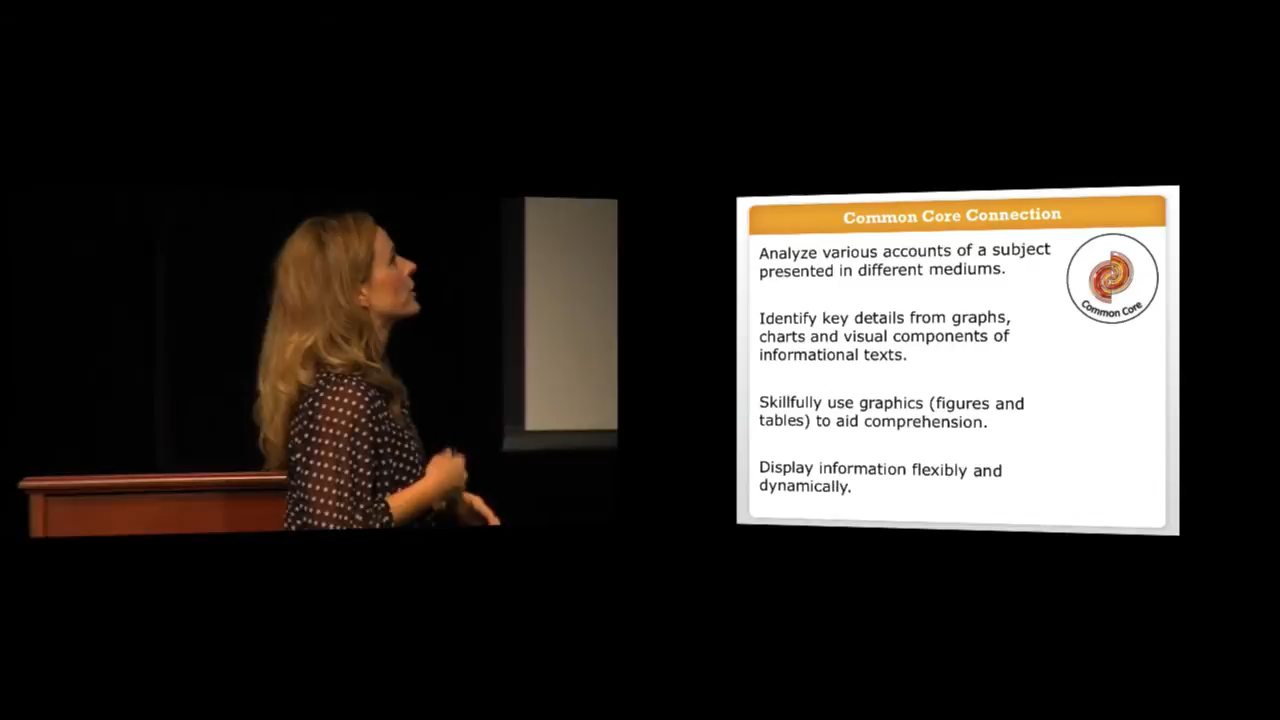 Common Core Connection
Analyze various accounts of a subject
presented in different mediums.
Identify key details from graphs,
charts and visual components of
informational texts.
Skillfully use graphics (figures and
tables) to aid comprehension.
Display information flexibly and
dynamically.
Common Core